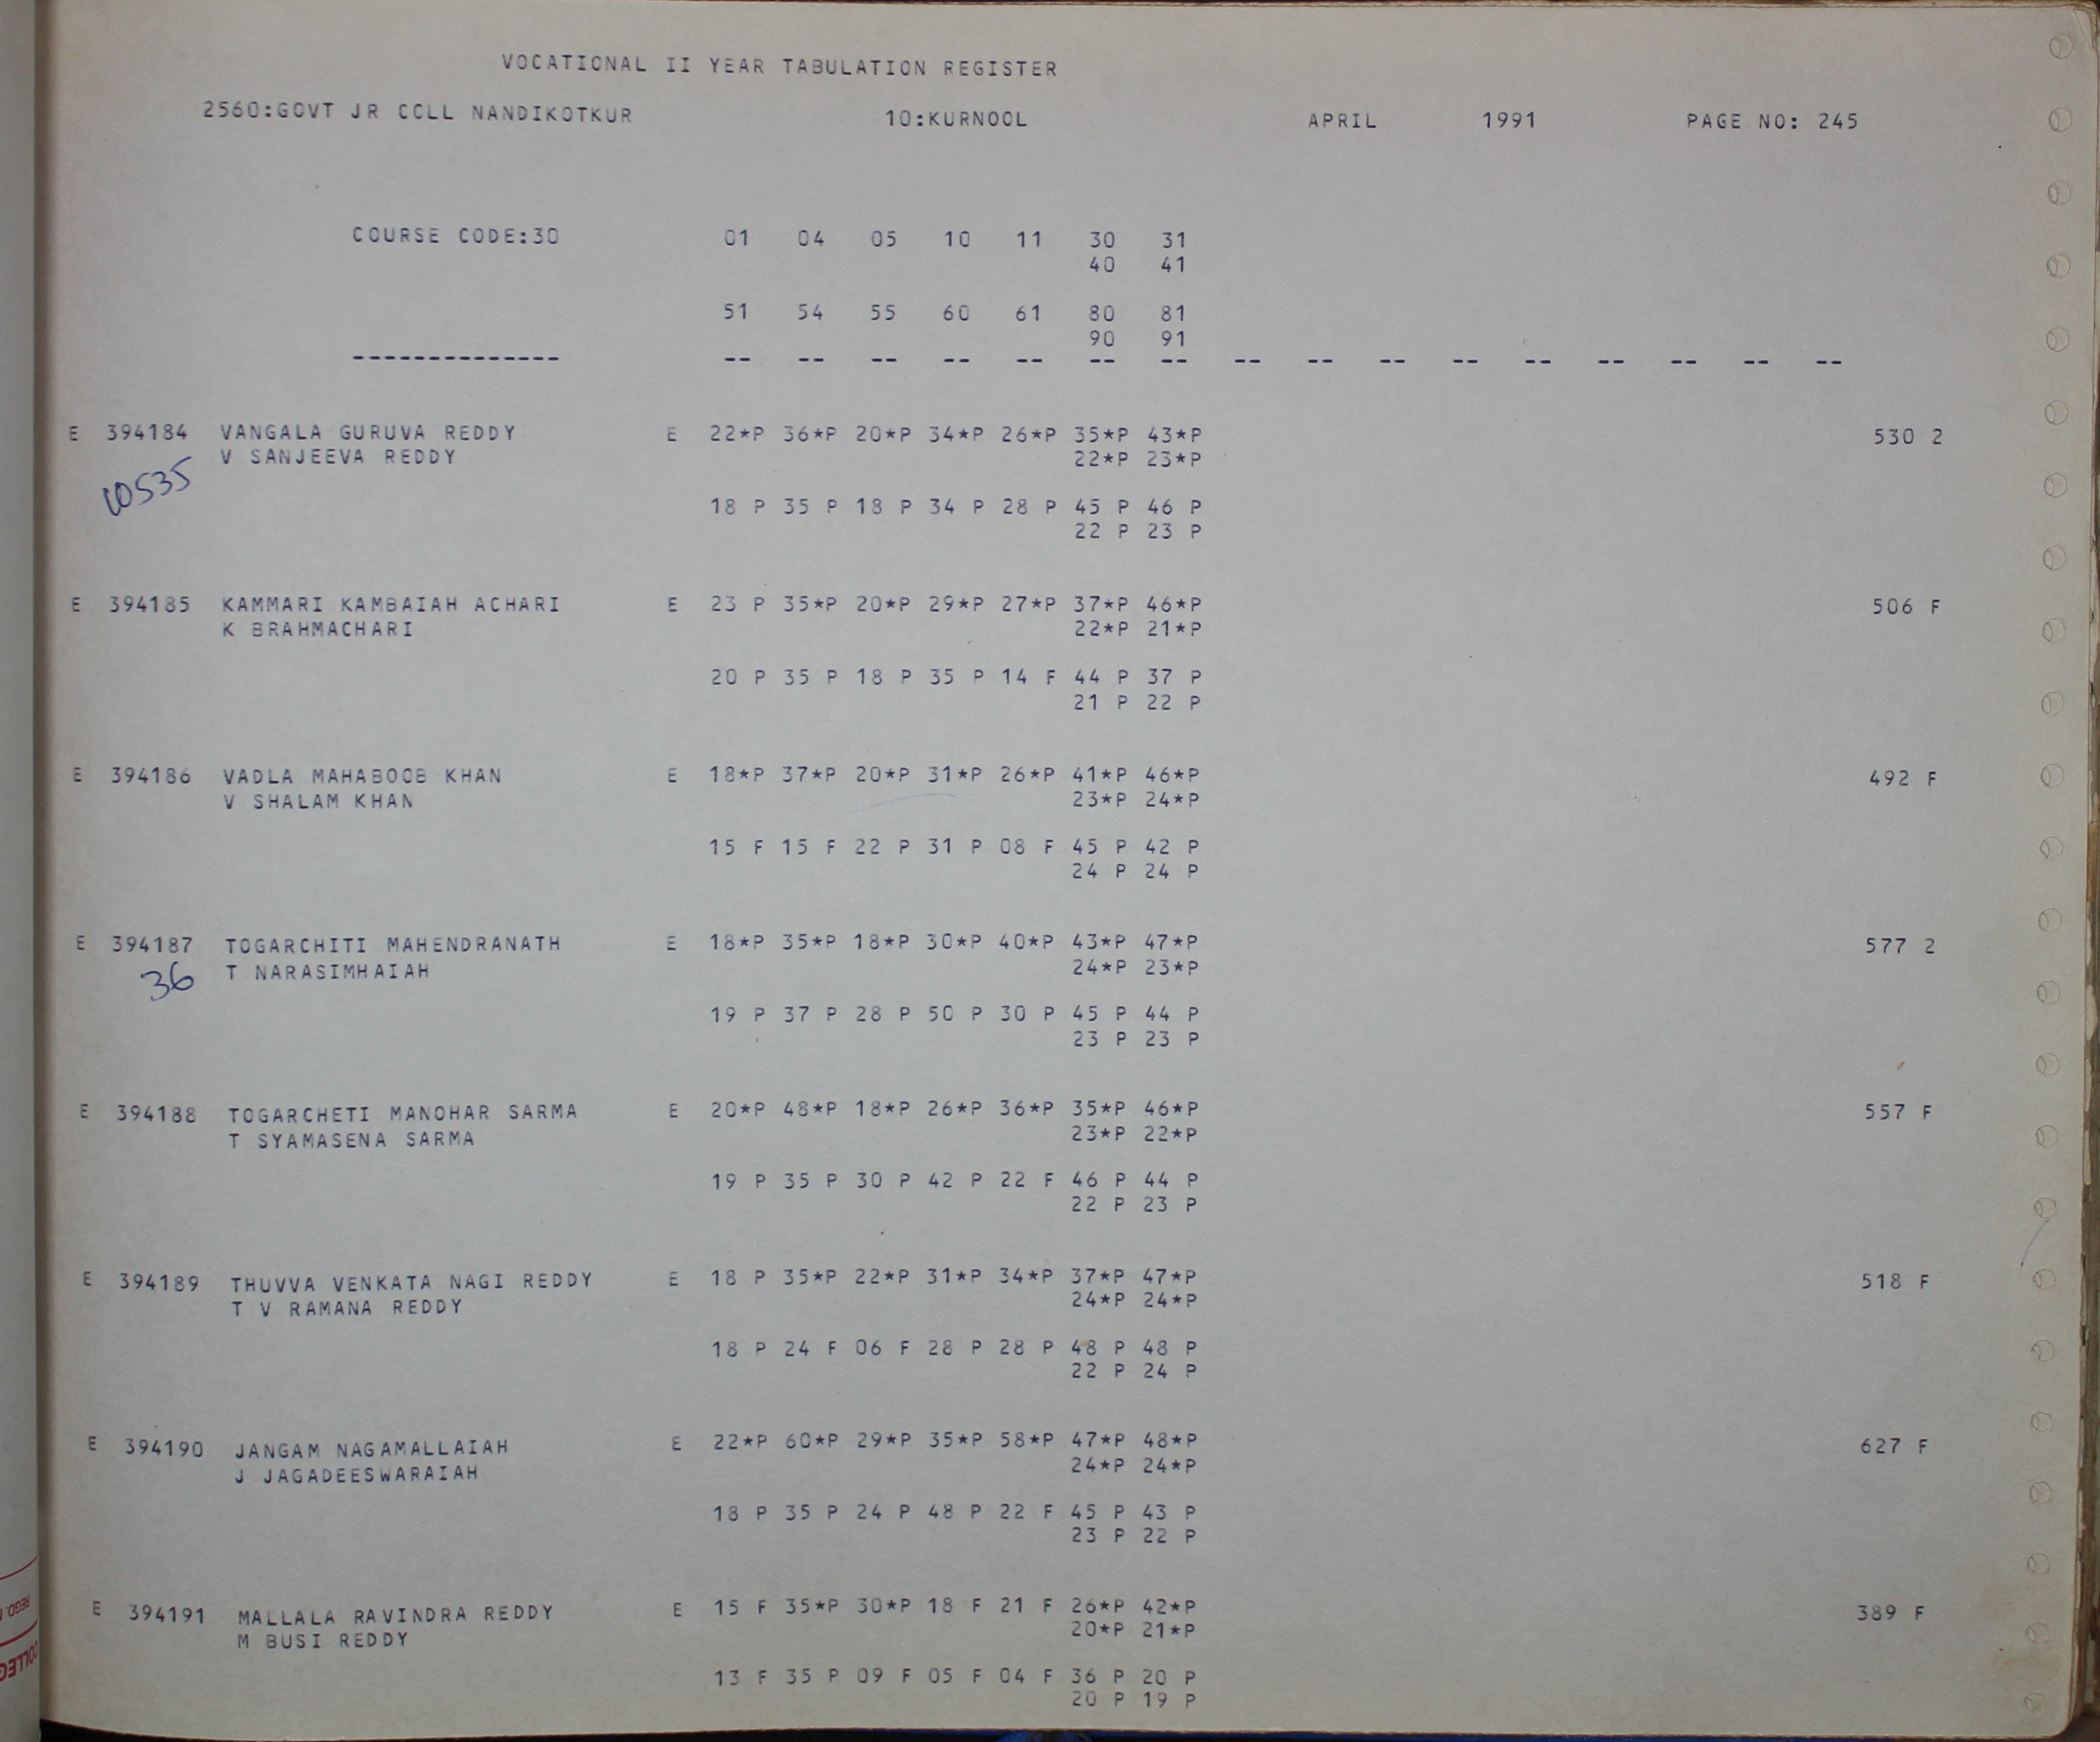 VOCATIONAL II YEAR TABULATION REGISTER
2560:GOVT JR COLL NANDIKOTKUR 10:KURNOOL APRIL 1991 PAGE NO: 245
COURSE CODE:30 01 04 05 10 11 30 31
40 41
51 54 55 60 61 80 81
90 91
-------------- -- -- -- -- -- -- -- -- -- -- -- -- -- -- -- --
E 394184 VANGALA GURUVA REDDY E 22*P 36*P 20*P 34*P 26*P 35*P 43*P 530 2
V SANJEEVA REDDY 22*P 23*P
10535
18 P 35 P 18 P 34 P 28 P 45 P 46 P
22 P 23 P
E 394185 KAMMARI KAMBAIAH ACHARI E 23 P 35*P 20*P 29*P 27*P 37*P 46*P 506 F
K BRAHMACHARI 22*P 21*P
20 P 35 P 18 P 35 P 14 F 44 P 37 P
21 P 22 P
E 394186 VADLA MAHABOOB KHAN E 18*P 37*P 20*P 31*P 26*P 41*P 46*P 492 F
V SHALAM KHAN 23*P 24*P
15 F 15 F 22 P 31 P 08 F 45 P 42 P
24 P 24 P
E 394187 TOGARCHITI MAHENDRANATH E 18*P 35*P 18*P 30*P 40*P 43*P 47*P 577 2
36 T NARASIMHAIAH 24*P 23*P
19 P 37 P 28 P 50 P 30 P 45 P 44 P
23 P 23 P
E 394188 TOGARCHETI MANOHAR SARMA E 20*P 48*P 18*P 26*P 36*P 35*P 46*P 557 F
T SYAMASENA SARMA 23*P 22*P
19 P 35 P 30 P 42 P 22 F 46 P 44 P
22 P 23 P
E 394189 THUVVA VENKATA NAGI REDDY E 18 P 35*P 22*P 31*P 34*P 37*P 47*P 518 F
T V RAMANA REDDY 24*P 24*P
18 P 24 F 06 F 28 P 28 P 48 P 48 P
22 P 24 P
E 394190 JANGAM NAGAMALLAIAH E 22*P 60*P 29*P 35*P 58*P 47*P 48*P 627 F
J JAGADEESWARAIAH 24*P 24*P
18 P 35 P 24 P 48 P 22 F 45 P 43 P
23 P 22 P
E 394191 MALLALA RAVINDRA REDDY E 15 F 35*P 30*P 18 F 21 F 26*P 42*P 389 F
M BUSI REDDY 20*P 21*P
13 F 35 P 09 F 05 F 04 F 36 P 20 P
20 P 19 P